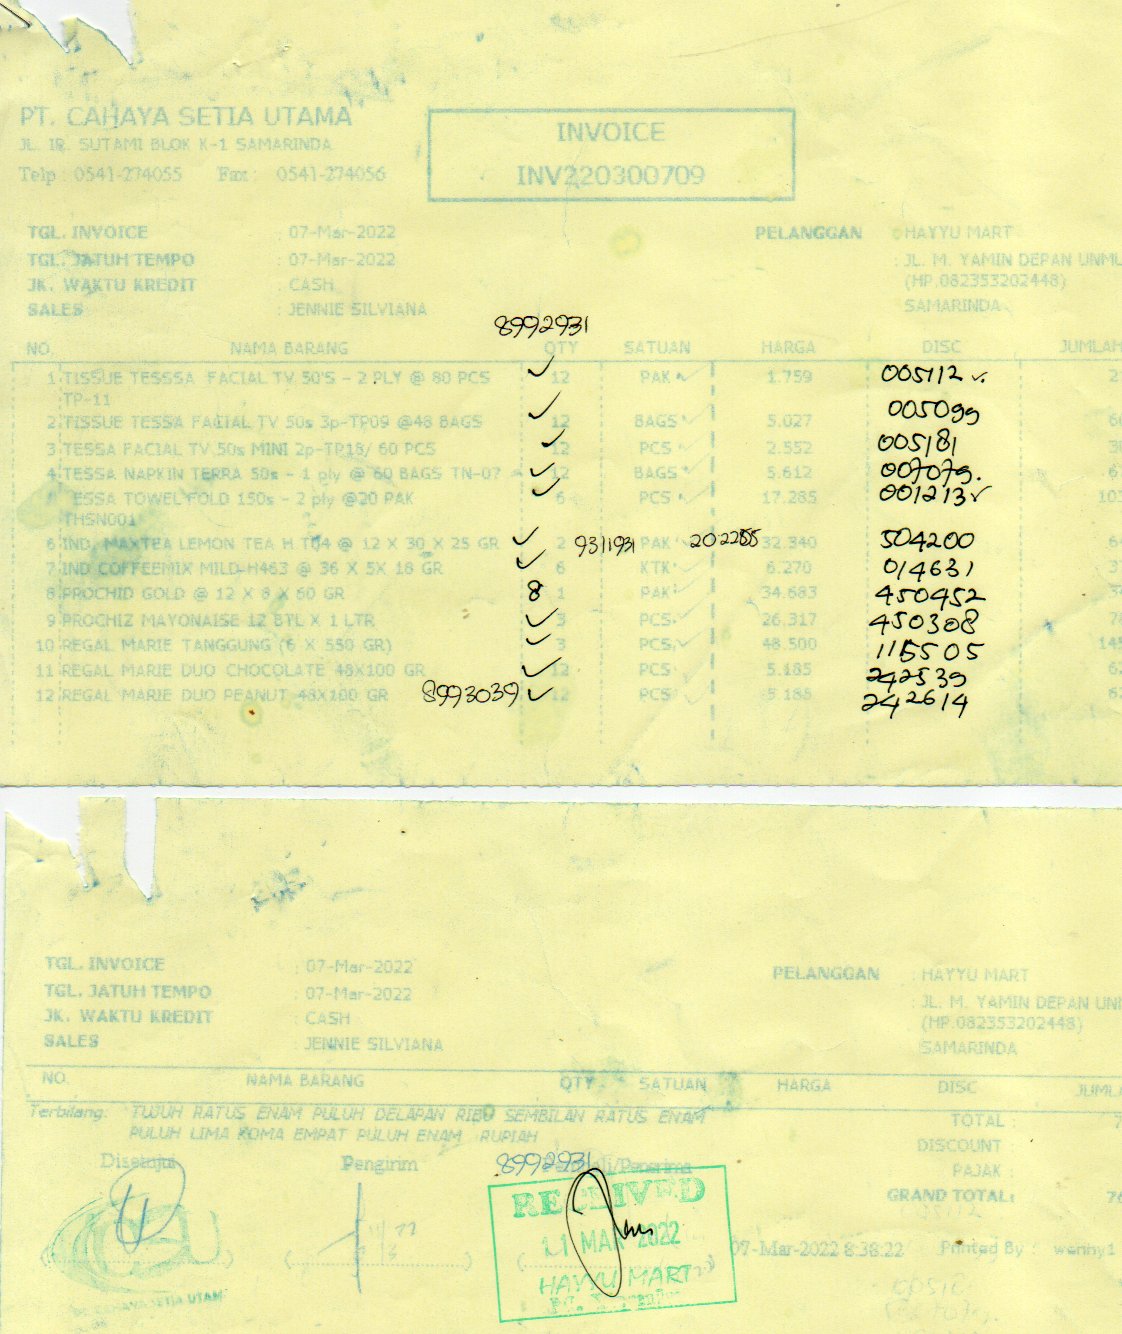 PT. CAHAYA SETIA UTAMA
JL. IR. SUTAMI BLOK K-1 SAMARINDA
Telp : 0541-274055 Fax : 0541-274056
INVOICE
INV220300709
TGL. INVOICE : 07-Mar-2022
TGL. JATUH TEMPO : 07-Mar-2022
JK. WAKTU KREDIT : CASH
SALES : JENNIE SILVIANA
PELANGGAN : HAYYU MART
: JL. M. YAMIN DEPAN UNMU
(HP.082353202448)
SAMARINDA
8992931
NO. NAMA BARANG QTY SATUAN HARGA DISC JUMLAH
1 TISSUE TESSSA FACIAL TV 50'S - 2 PLY @ 80 PCS 12 PAK 1.759 005112
TP-11
2 TISSUE TESSA FACIAL TV 50s 3p-TP09 @48 BAGS 12 BAGS 5.027 005099
3 TESSA FACIAL TV 50s MINI 2p-TP18/ 60 PCS 12 PCS 2.552 005181
4 TESSA NAPKIN TERRA 50s - 1 ply @ 60 BAGS TN-07 12 BAGS 5.612 007079.
ESSA TOWEL FOLD 150s - 2 ply @20 PAK 6 PCS 17.285 001213
THSN001
6 IND. MAXTEA LEMON TEA H T04 @ 12 X 30 X 25 GR 2 9311931 PAK 32.340 504200
7 IND COFFEEMIX MILD-H463 @ 36 X 5X 18 GR 6 KTK 6.270 014631
8 PROCHID GOLD @ 12 X 8 X 60 GR 8 1 PAK 34.683 450452
9 PROCHIZ MAYONAISE 12 BTL X 1 LTR 3 PCS 26.317 450308
10 REGAL MARIE TANGGUNG (6 X 550 GR) 3 PCS 48.500 145
11 REGAL MARIE DUO CHOCOLATE 48X100 GR 12 PCS 5.185 242539
12 REGAL MARIE DUO PEANUT 48X100 GR 8993039 12 PCS 5.185 242614
TGL. INVOICE : 07-Mar-2022
TGL. JATUH TEMPO : 07-Mar-2022
JK. WAKTU KREDIT : CASH
SALES : JENNIE SILVIANA
PELANGGAN : HAYYU MART
: JL. M. YAMIN DEPAN UNM
(HP.082353202448)
SAMARINDA
NO. NAMA BARANG QTY SATUAN HARGA DISC JUMLA
Terbilang: TUJUH RATUS ENAM PULUH DELAPAN RIBU SEMBILAN RATUS ENAM
PULUH LIMA KOMA EMPAT PULUH ENAM RUPIAH
TOTAL :
DISCOUNT
PAJAK :
GRAND TOTAL:
Disetujui Pengirim 8992931 /Penerima
RECEIVED
11 MAR 2022
HAYYU MART
07-Mar-2022 8:38:22 Printed By : wenny1
PT. CAHAYA SETIA UTAMA